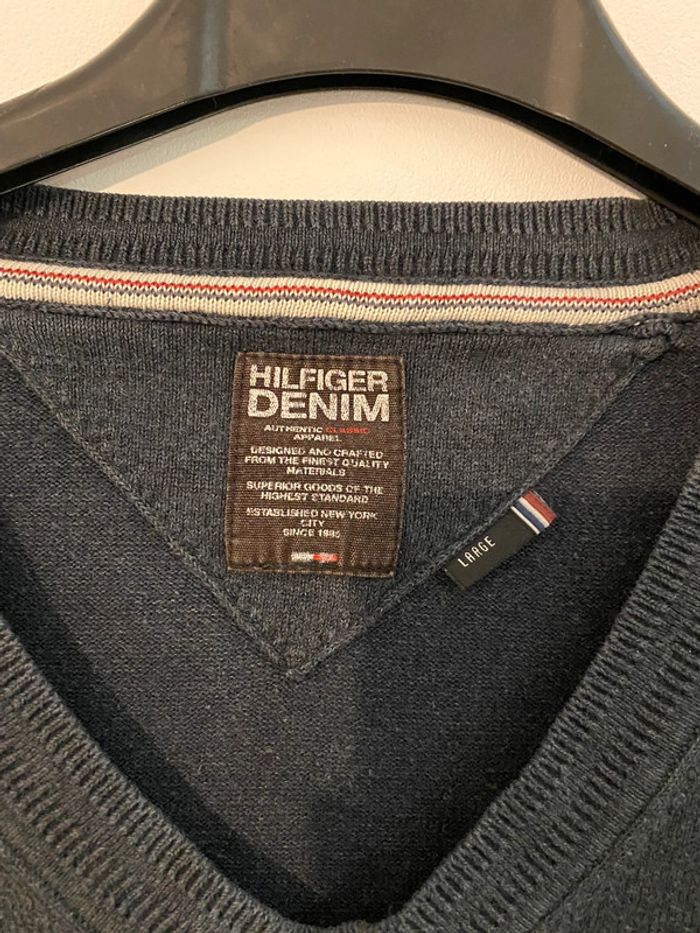 HILFIGER
DENIM
AUTHENTIC CLASSIC
APPAREL
DESIGNED AND CRAFTED
FROM THE FINEST QUALITY
MATERIALS
SUPERIOR GOODS OF THE
HIGHEST STANDARD
ESTABLISHED NEW YORK
CITY
SINCE 1985
LARGE